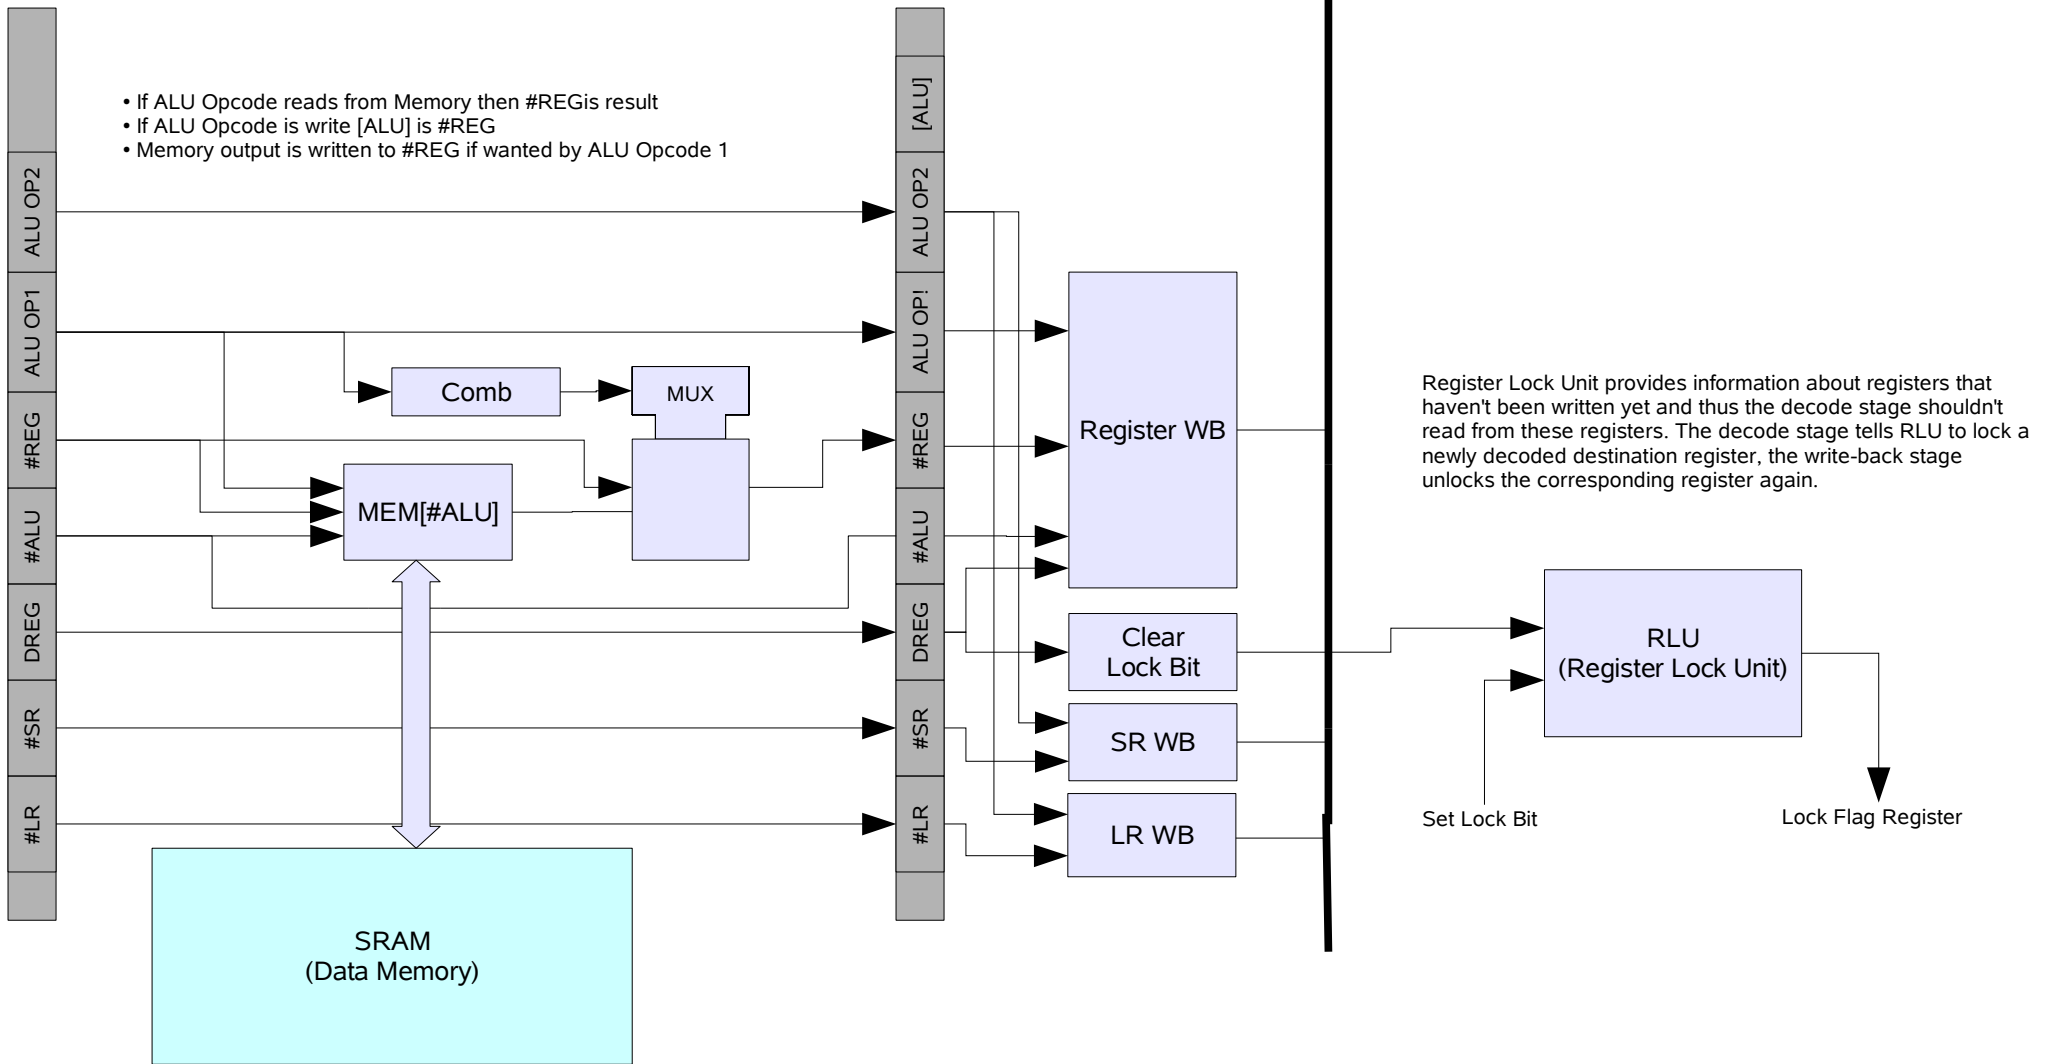 • If ALU Opcode reads from Memory then #REGis result
• If ALU Opcode is write [ALU] is #REG
• Memory output is written to #REG if wanted by ALU Opcode 1
ALU OP2
ALU OP1
#REG
#ALU
DREG
#SR
#LR
Comb
MUX
MEM[#ALU]
SRAM
(Data Memory)
[ALU]
ALU OP2
ALU OP!
#REG
#ALU
DREG
#SR
#LR
Register WB
Clear
Lock Bit
SR WB
LR WB
Register Lock Unit provides information about registers that
haven't been written yet and thus the decode stage shouldn't
read from these registers. The decode stage tells RLU to lock a
newly decoded destination register, the write-back stage
unlocks the corresponding register again.
RLU
(Register Lock Unit)
Set Lock Bit
Lock Flag Register